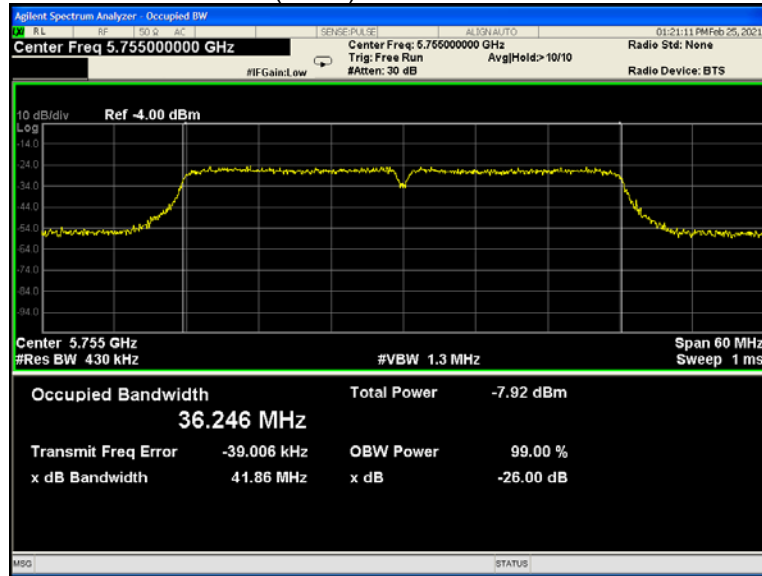 Agilent Spectrum Analyzer - Occupied BW
RL RF 50 Ω AC SENSE:PULSE ALIGNAUTO 01:21:11 PMFeb 25, 2021
Center Freq 5.755000000 GHz Center Freq: 5.755000000 GHz Radio Std: None
Trig: Free Run Avg|Hold:> 10/10
#IFGain:Low #Atten: 30 dB Radio Device: BTS
10 dB/div Ref -4.00 dBm
Log
-14.0
-24.0
-34.0
-44.0
-54.0
-64.0
-74.0
-84.0
-94.0
Center 5.755 GHz Span 60 MHz
#Res BW 430 kHz #VBW 1.3 MHz Sweep 1 ms
Occupied Bandwidth Total Power -7.92 dBm
36.246 MHz
Transmit Freq Error -39.006 kHz OBW Power 99.00 %
x dB Bandwidth 41.86 MHz x dB -26.00 dB
MSG STATUS